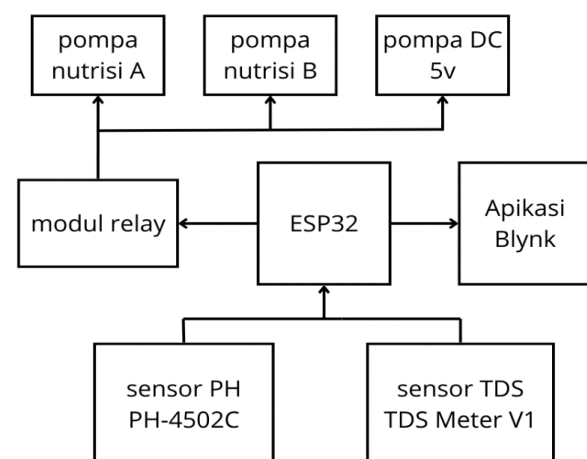 pompa
nutrisi A
pompa
nutrisi B
pompa DC
5v
modul relay
ESP32
Apikasi
Blynk
sensor PH
PH-4502C
sensor TDS
TDS Meter V1